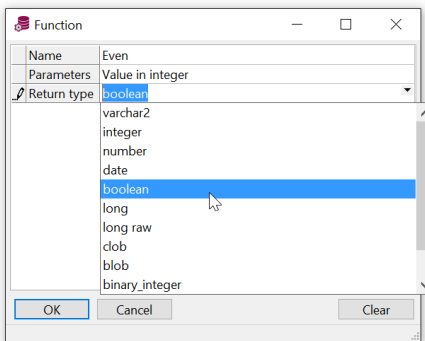 Function
Name Even
Parameters Value in integer
Return type boolean
varchar2
integer
number
date
boolean
long
long raw
clob
blob
binary_integer
OK Cancel Clear